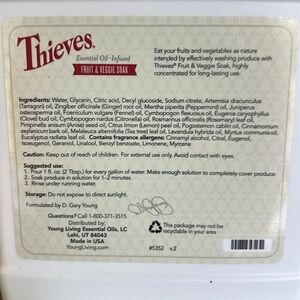 Thieves®
Essential Oil-Infused
FRUIT & VEGGIE SOAK
Eat your fruits and vegetables as nature
intended by effectively washing produce with
Thieves® Fruit & Veggie Soak, highly
concentrated for long-lasting use.
Ingredients: Water, Glycerin, Citric acid, Decyl glucoside, Sodium citrate, Artemisia dracunculus
(Tarragon) oil, Zingiber officinale (Ginger) root oil, Mentha piperita (Peppermint) oil, Juniperus
osteosperma oil, Foeniculum vulgare (Fennel) oil, Cymbopogon flexuosus oil, Eugenia caryophyllus
(Clove) bud oil, Cymbopogon nardus (Citronella) oil, Rosmarinus officinalis (Rosemary) leaf oil,
Pimpinella anisum (Anise) seed oil, Citrus limon (Lemon) peel oil, Pogostemon cablin oil, Cinnamomum
zeylanicum bark oil, Melaleuca alternifolia (Tea tree) leaf oil, Lavandula hybrida oil, Myrtus communis oil,
Eucalyptus radiata leaf oil. Contains fragrance allergens: Cinnamyl alcohol, Citral, Eugenol,
Isoeugenol, Geraniol, Linalool, Benzyl benzoate, Limonene, Myrcene
Caution: Keep out of reach of children. For external use only. Avoid contact with eyes.
Suggested use:
1. Pour 1 fl. oz. (2 Tbsp.) for every gallon of water. Make enough solution to completely cover produce.
2. Soak produce in solution for 1–2 minutes.
3. Rinse under running water.
Storage: Do not expose to direct sunlight.
Formulated by D. Gary Young
Questions? Call 1-800-371-3515
Distributed by:
Young Living Essential Oils, LC
Lehi, UT 84043
Made in USA
YoungLiving.com
This package may not be
recyclable in your area
#5352 v.2